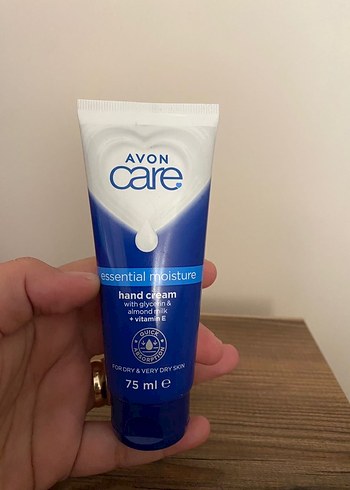 AVON
care
essential moisture
hand cream
with glycerin &
almond milk
+ vitamin E
QUICK
ABSORPTION
FOR DRY & VERY DRY SKIN
75 ml ℮